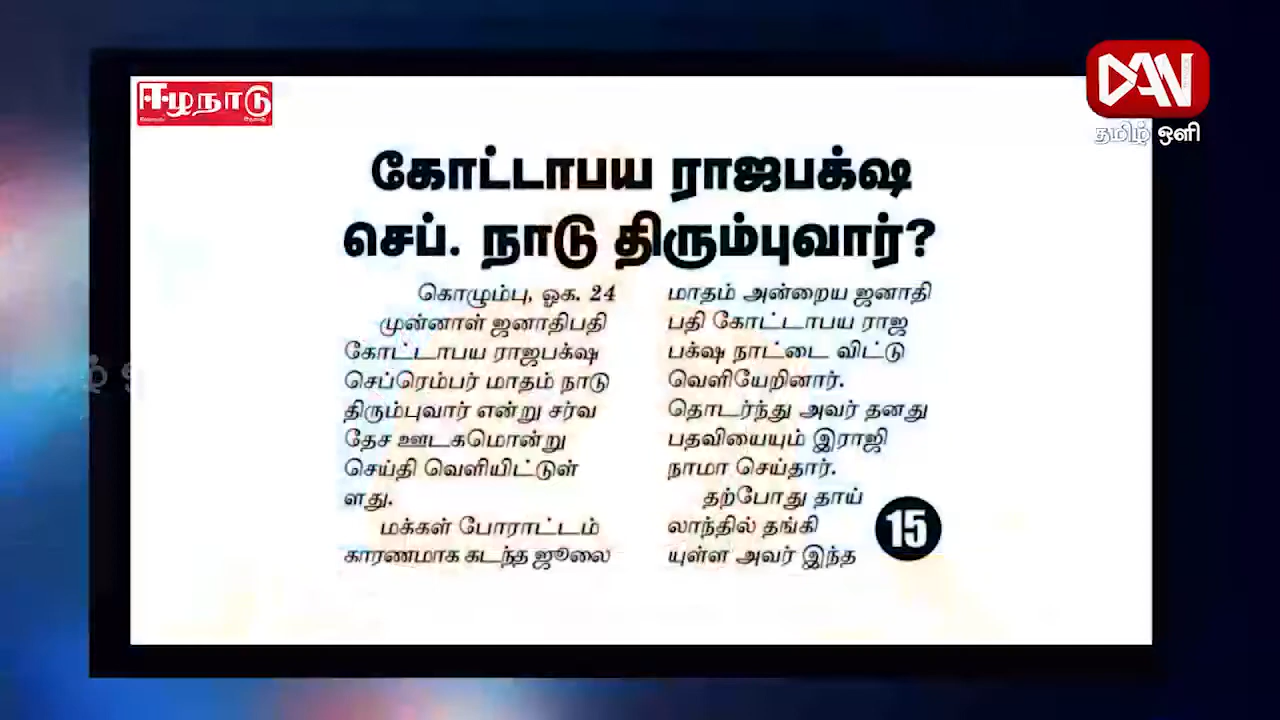 ஈழநாடு
DAN
தமிழ் ஒளி
கோட்டாபய ராஜபக்ஷ
செப். நாடு திரும்புவார்?
கொழும்பு, ஓக. 24
முன்னாள் ஜனாதிபதி
கோட்டாபய ராஜபக்ஷ
செப்ரெம்பர் மாதம் நாடு
திரும்புவார் என்று சர்வ
தேச ஊடகமொன்று
செய்தி வெளியிட்டுள்
ளது.
மக்கள் போராட்டம்
காரணமாக கடந்த ஜூலை
மாதம் அன்றைய ஜனாதி
பதி கோட்டாபய ராஜ
பக்ஷ நாட்டை விட்டு
வெளியேறினார்.
தொடர்ந்து அவர் தனது
பதவியையும் இராஜி
நாமா செய்தார்.
தற்போது தாய்
லாந்தில் தங்கி
யுள்ள அவர் இந்த
15